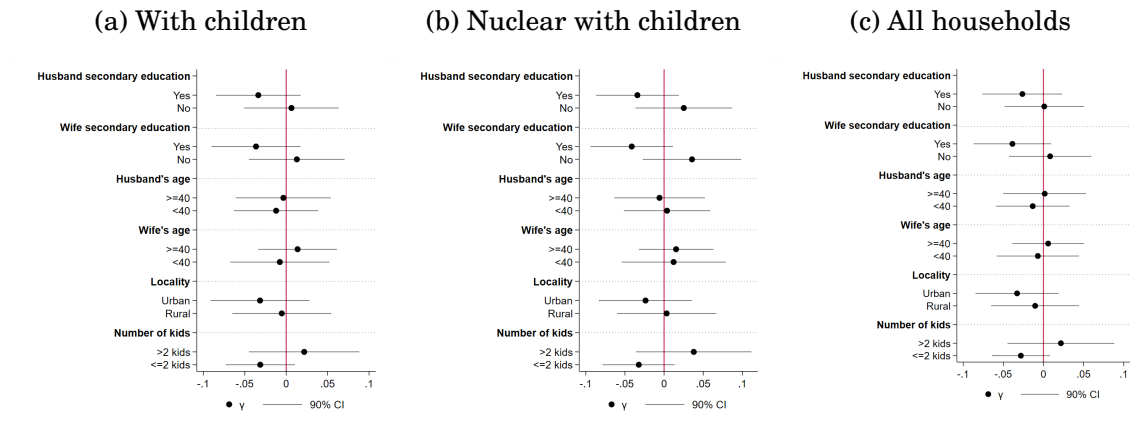 (a) With children
Husband secondary education
Yes
No
Wife secondary education
Yes
No
Husband's age
>=40
<40
Wife's age
>=40
<40
Locality
Urban
Rural
Number of kids
>2 kids
<=2 kids
-.1 -.05 0 .05 .1
γ 90% CI
(b) Nuclear with children
Husband secondary education
Yes
No
Wife secondary education
Yes
No
Husband's age
>=40
<40
Wife's age
>=40
<40
Locality
Urban
Rural
Number of kids
>2 kids
<=2 kids
-.1 -.05 0 .05 .1
γ 90% CI
(c) All households
Husband secondary education
Yes
No
Wife secondary education
Yes
No
Husband's age
>=40
<40
Wife's age
>=40
<40
Locality
Urban
Rural
Number of kids
>2 kids
<=2 kids
-.1 -.05 0 .05 .1
γ 90% CI